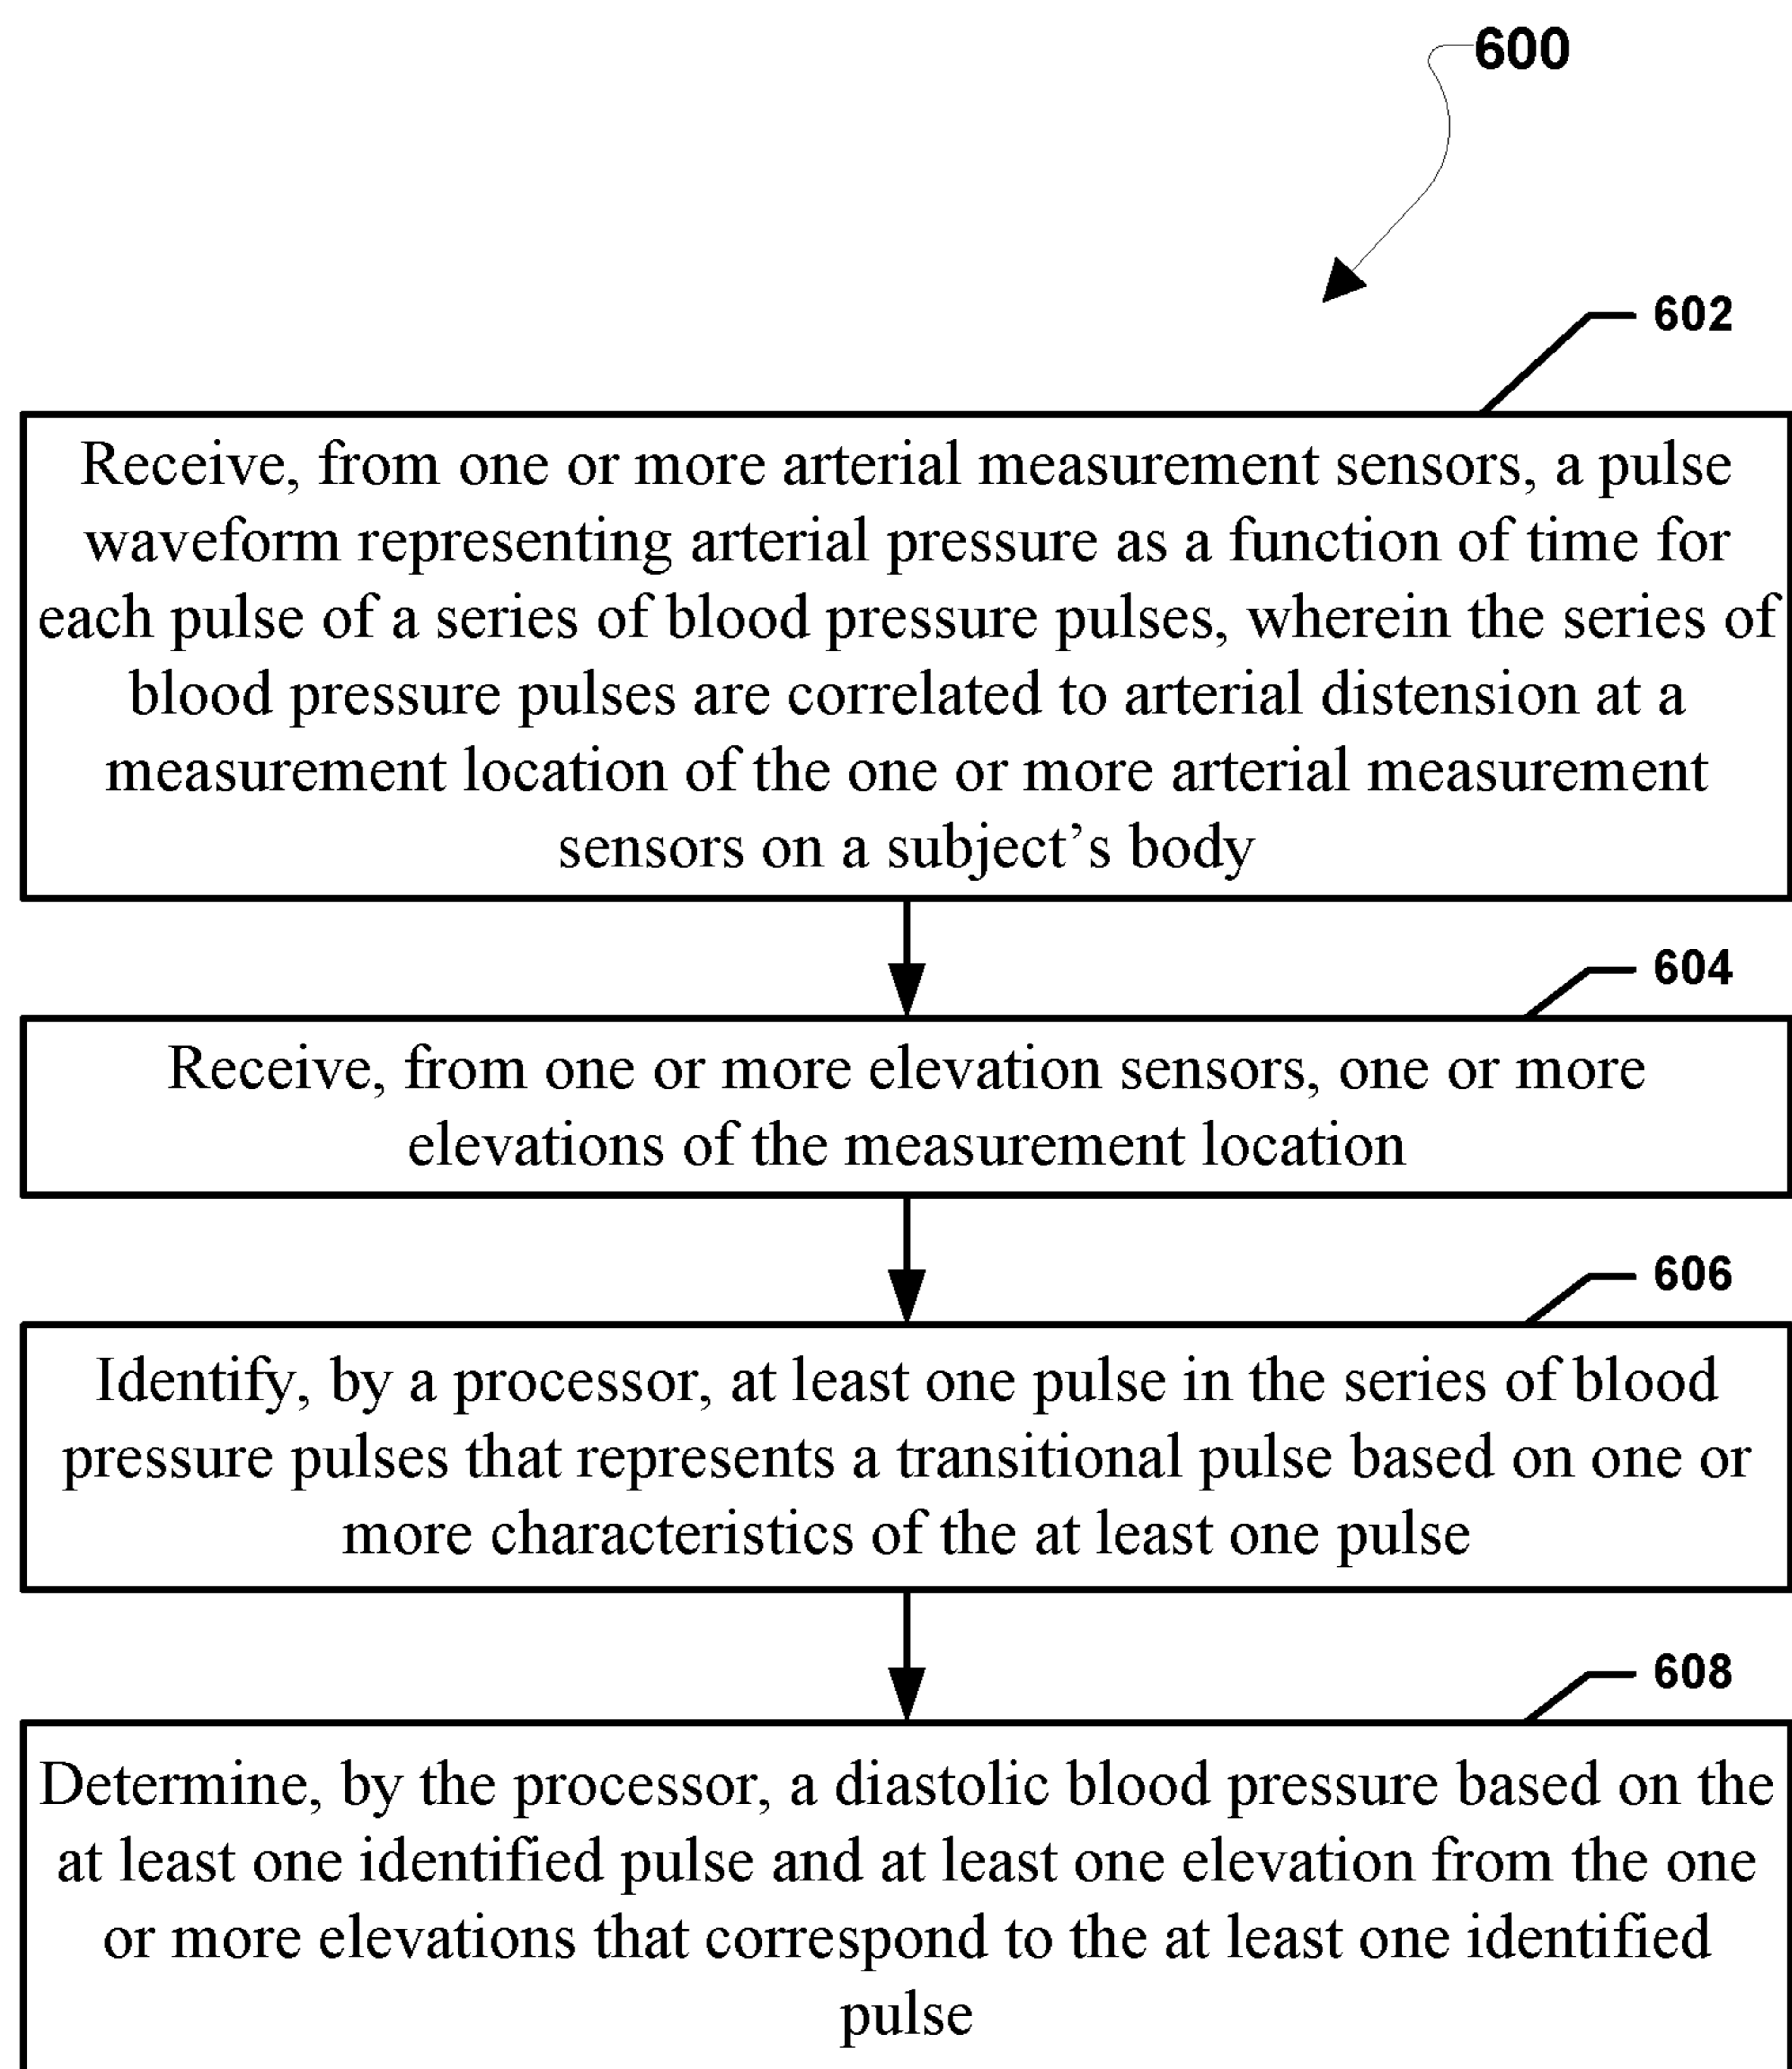 600
602
Receive, from one or more arterial measurement sensors, a pulse
waveform representing arterial pressure as a function of time for
each pulse of a series of blood pressure pulses, wherein the series of
blood pressure pulses are correlated to arterial distension at a
measurement location of the one or more arterial measurement
sensors on a subject’s body
604
Receive, from one or more elevation sensors, one or more
elevations of the measurement location
606
Identify, by a processor, at least one pulse in the series of blood
pressure pulses that represents a transitional pulse based on one or
more characteristics of the at least one pulse
608
Determine, by the processor, a diastolic blood pressure based on the
at least one identified pulse and at least one elevation from the one
or more elevations that correspond to the at least one identified
pulse